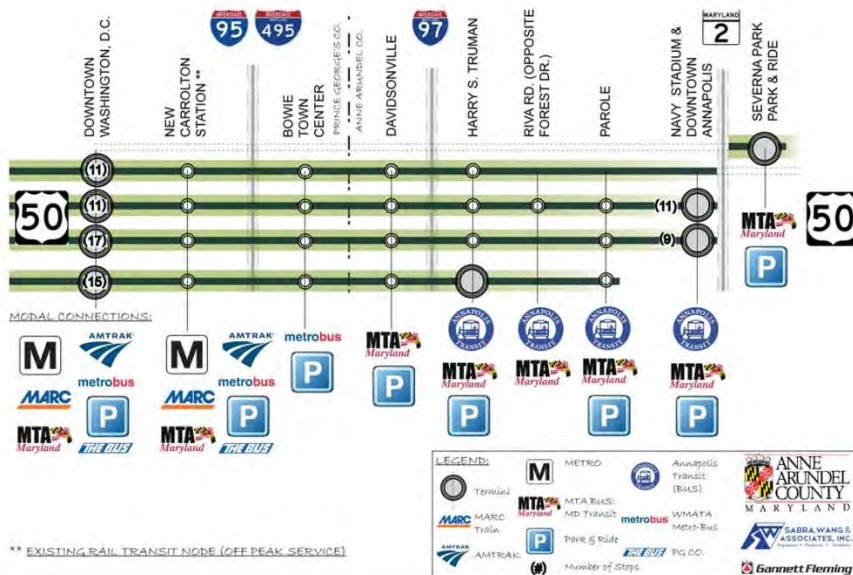 INTERSTATE
95
INTERSTATE
495
INTERSTATE
97
MARYLAND
2
DOWNTOWN
WASHINGTON, D.C.
NEW
CARROLTON
STATION **
BOWIE
TOWN
CENTER
PRINCE GEORGE'S CO.
ANNE ARUNDEL CO.
DAVIDSONVILLE
HARRY S. TRUMAN
RIVA RD. (OPPOSITE
FOREST DR.)
PAROLE
NAVY STADIUM &
DOWNTOWN
ANNAPOLIS
SEVERNA PARK
PARK & RIDE
50
(11)
(11)
(17)
(15)
(11)
(9)
50
MTA
Maryland
P
MODAL CONNECTIONS:
M
MARC
MTA
Maryland
AMTRAK
metrobus
P
THE BUS
M
MARC
MTA
Maryland
AMTRAK
metrobus
P
THE BUS
metrobus
P
MTA
Maryland
P
ANNAPOLIS
TRANSIT
MTA
Maryland
P
ANNAPOLIS
TRANSIT
MTA
Maryland
ANNAPOLIS
TRANSIT
MTA
Maryland
P
ANNAPOLIS
TRANSIT
MTA
Maryland
P
LEGEND:
Termini
MARC
MARC
Train
AMTRAK
AMTRAK
M
METRO
MTA
Maryland
MTA BUS:
MD Transit
P
Park & Ride
(#)
Number of Stops
Annapolis
Transit
(BUS)
metrobus
WMATA
Metro-Bus
THE BUS
PG CO.
ANNE
ARUNDEL
COUNTY
MARYLAND
SW
SABRA, WANG &
ASSOCIATES, INC.
Gannett Fleming
** EXISTING RAIL TRANSIT NODE (OFF PEAK SERVICE)